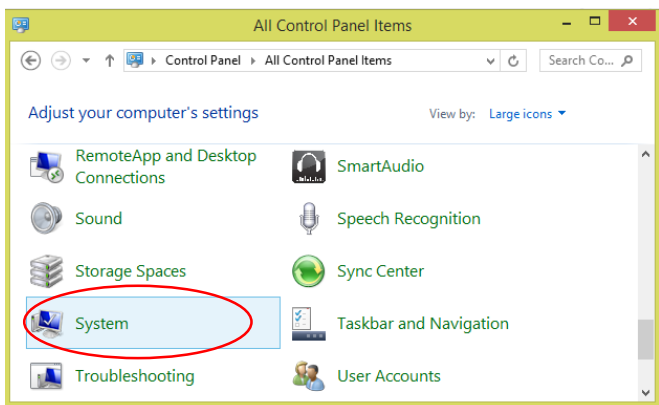 All Control Panel Items
Control Panel All Control Panel Items Search Co...
Adjust your computer's settings View by: Large icons
RemoteApp and Desktop
Connections
SmartAudio
Sound Speech Recognition
Storage Spaces Sync Center
System Taskbar and Navigation
Troubleshooting User Accounts